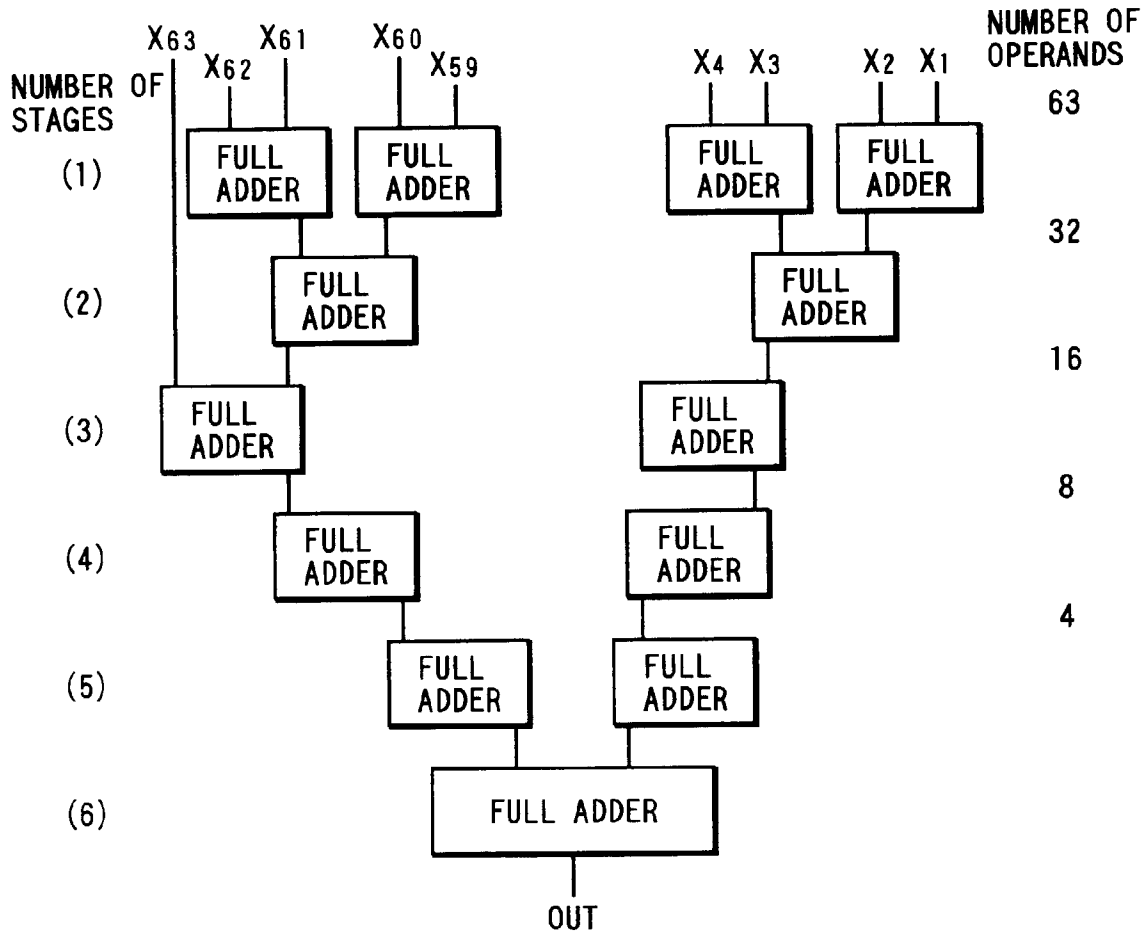 NUMBER OF
OPERANDS
X63 X61 X60
X62 X59 X4 X3 X2 X1
NUMBER OF
STAGES
63
(1) FULL ADDER FULL ADDER FULL ADDER FULL ADDER
32
(2) FULL ADDER FULL ADDER
16
(3) FULL ADDER FULL ADDER
8
(4) FULL ADDER FULL ADDER
4
(5) FULL ADDER FULL ADDER
(6) FULL ADDER
OUT